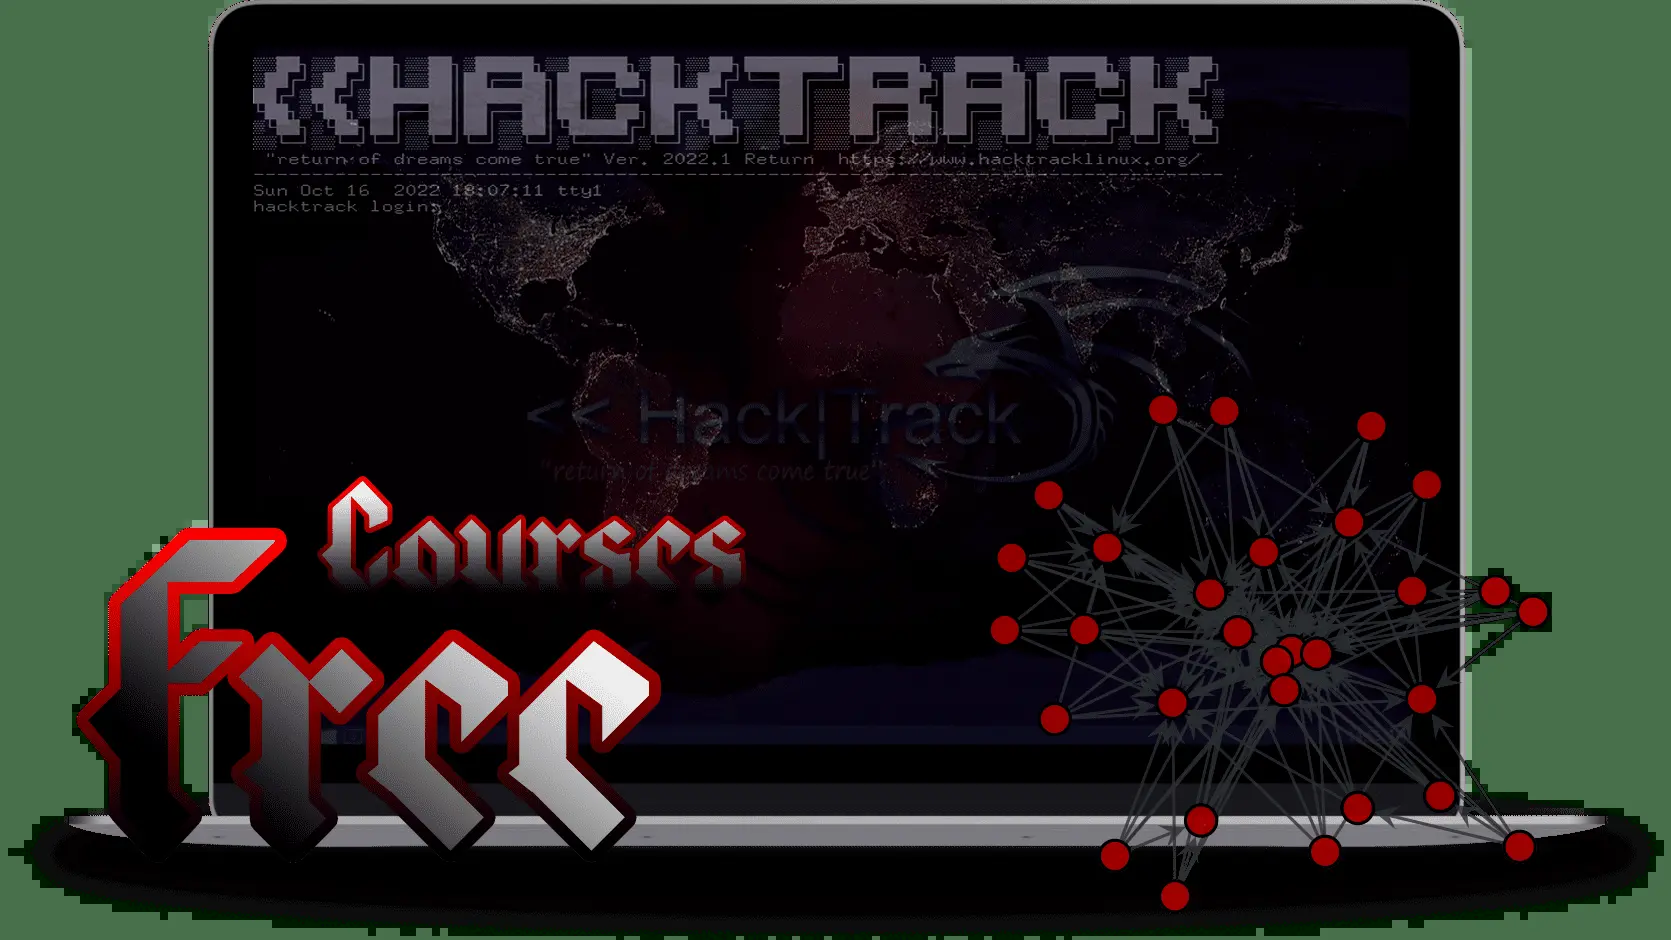 <<HACKTRACK
"return of dreams come true" Ver. 2022.1 Return https://www.hacktracklinux.org/
Sun Oct 16 2022 18:07:11 tty1
hacktrack login:
<< Hack|Track
"return of dreams come true"
Courses
Free